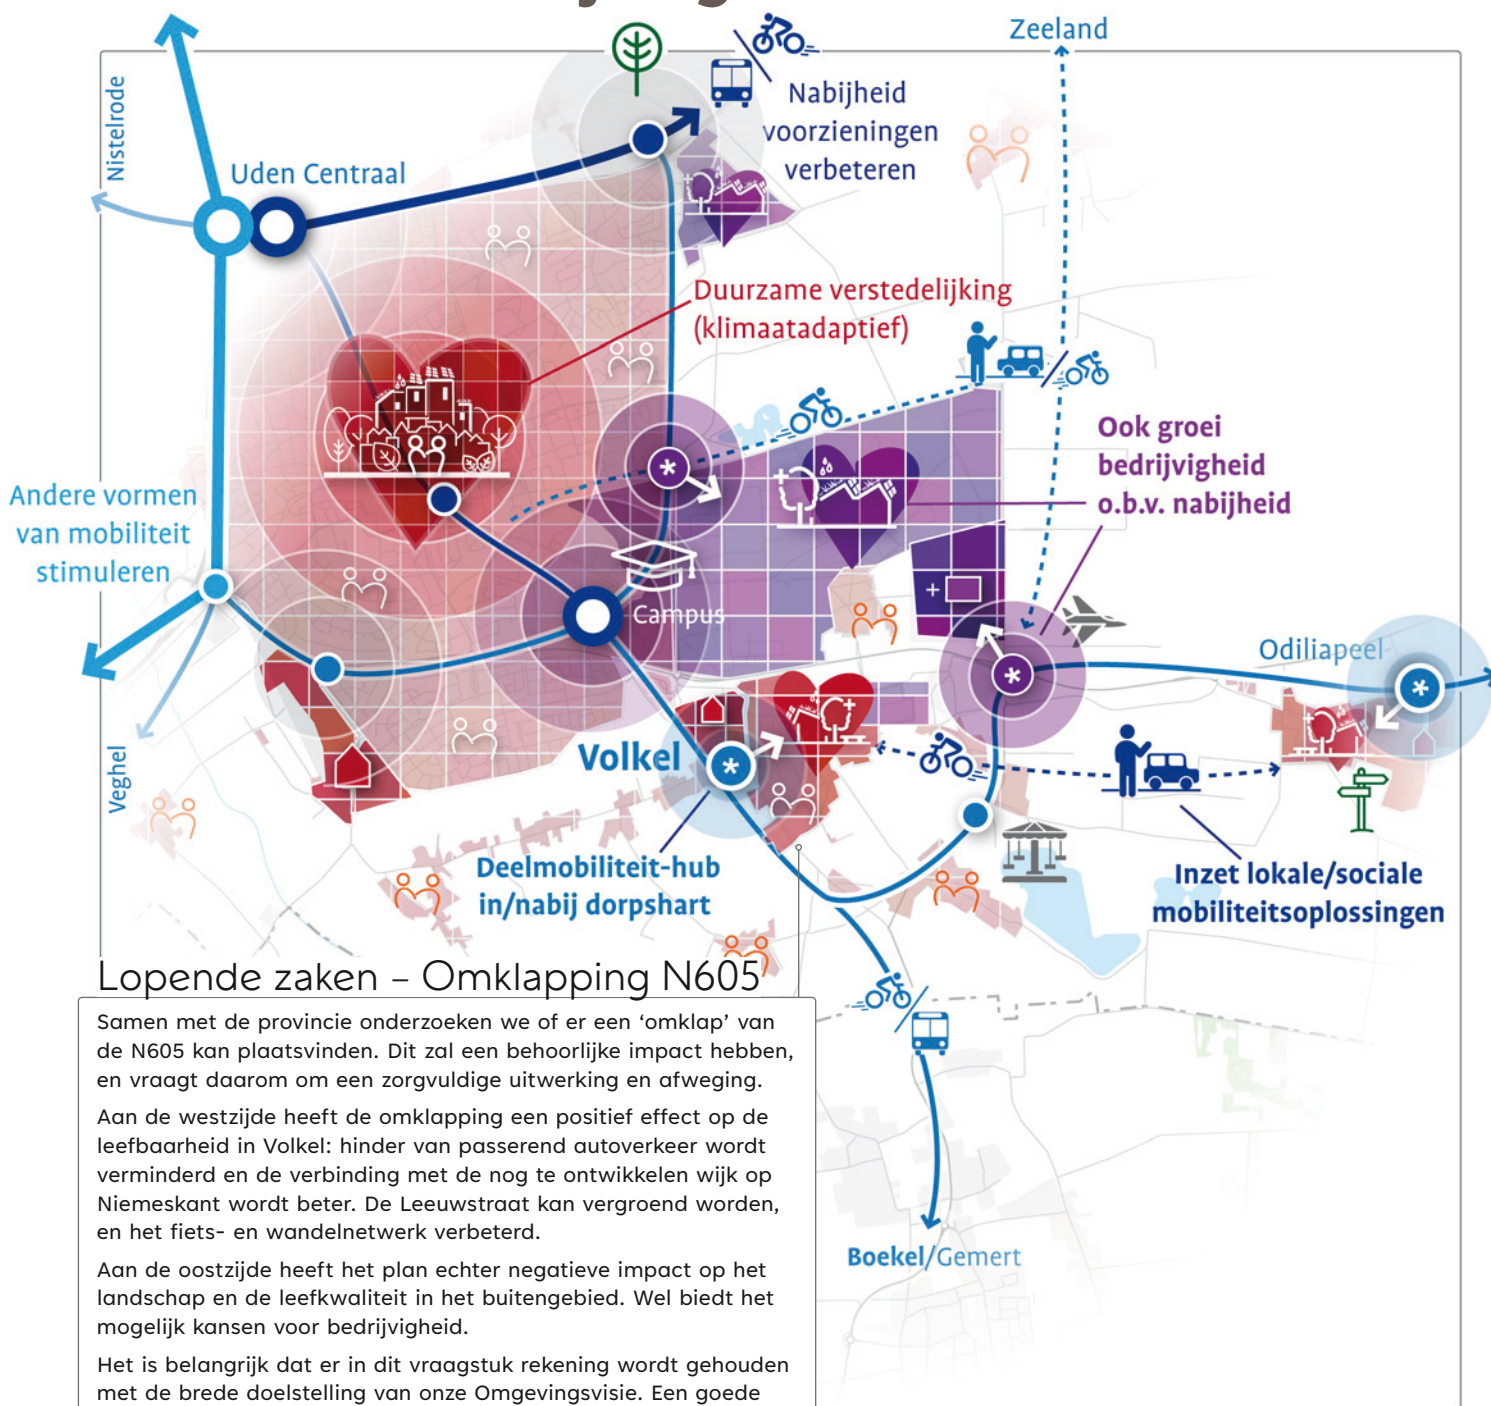 Zeeland
Nistelrode
Nabijheid
voorzieningen
verbeteren
Uden Centraal
Duurzame verstedelijking
(klimaatadaptief)
Ook groei
bedrijvigheid
o.b.v. nabijheid
Andere vormen
van mobiliteit
stimuleren
Campus
Odiliapeel
Veghel
Volkel
Deelmobiliteit-hub
in/nabij dorpshart
Inzet lokale/sociale
mobiliteitsoplossingen
Lopende zaken – Omklapping N605
Samen met de provincie onderzoeken we of er een ‘omklap’ van
de N605 kan plaatsvinden. Dit zal een behoorlijke impact hebben,
en vraagt daarom om een zorgvuldige uitwerking en afweging.
Aan de westzijde heeft de omklapping een positief effect op de
leefbaarheid in Volkel: hinder van passerend autoverkeer wordt
verminderd en de verbinding met de nog te ontwikkelen wijk op
Niemeskant wordt beter. De Leeuwstraat kan vergroend worden,
en het fiets- en wandelnetwerk verbeterd.
Aan de oostzijde heeft het plan echter negatieve impact op het
landschap en de leefkwaliteit in het buitengebied. Wel biedt het
mogelijk kansen voor bedrijvigheid.
Het is belangrijk dat er in dit vraagstuk rekening wordt gehouden
met de brede doelstelling van onze Omgevingsvisie. Een goede
Boekel/Gemert